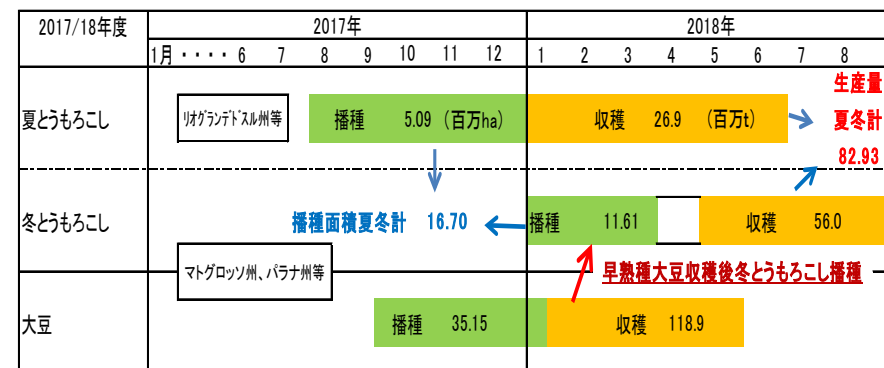 2017/18年度 2017年 2018年
1月・・・・6 7 8 9 10 11 12 1 2 3 4 5 6 7 8
夏とうもろこし
リオグランデドスル州等
播種 5.09 (百万ha)
収穫 26.9 (百万t)
生産量
夏冬計
82.93
冬とうもろこし
播種面積夏冬計 16.70
播種 11.61
収穫 56.0
マトグロッソ州、パラナ州等
早熟種大豆収穫後冬とうもろこし播種
大豆
播種 35.15
収穫 118.9